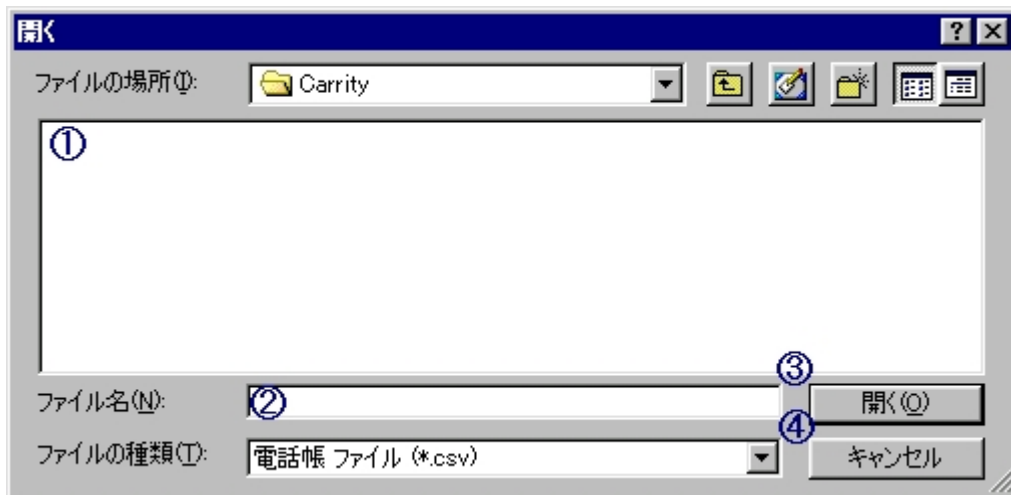 開く
ファイルの場所(I):
Carrity
①
ファイル名(N):
②
③
開く(O)
ファイルの種類(T):
電話帳 ファイル (*.csv)
④
キャンセル